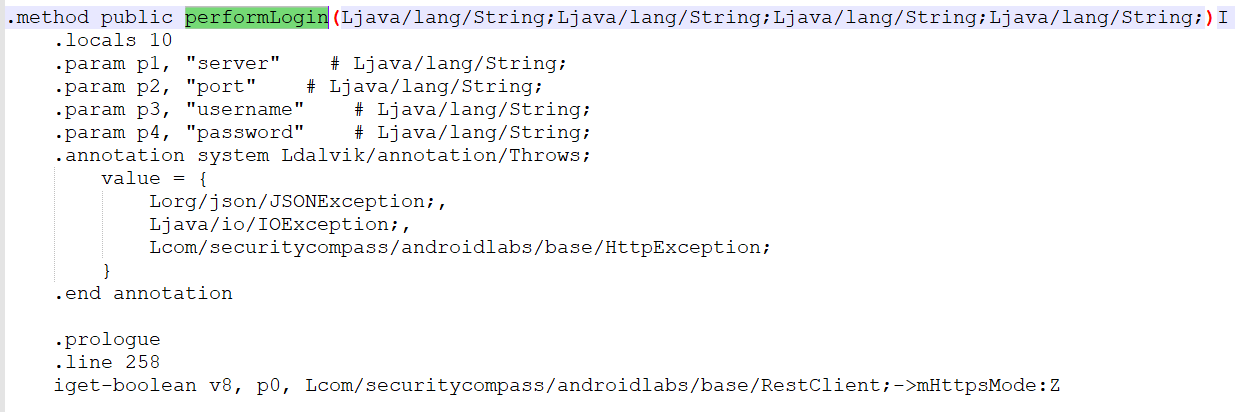 .method public performLogin(Ljava/lang/String;Ljava/lang/String;Ljava/lang/String;Ljava/lang/String;)I
    .locals 10
    .param p1, "server"    # Ljava/lang/String;
    .param p2, "port"    # Ljava/lang/String;
    .param p3, "username"    # Ljava/lang/String;
    .param p4, "password"    # Ljava/lang/String;
    .annotation system Ldalvik/annotation/Throws;
        value = {
            Lorg/json/JSONException;,
            Ljava/io/IOException;,
            Lcom/securitycompass/androidlabs/base/HttpException;
        }
    .end annotation

    .prologue
    .line 258
    iget-boolean v8, p0, Lcom/securitycompass/androidlabs/base/RestClient;->mHttpsMode:Z